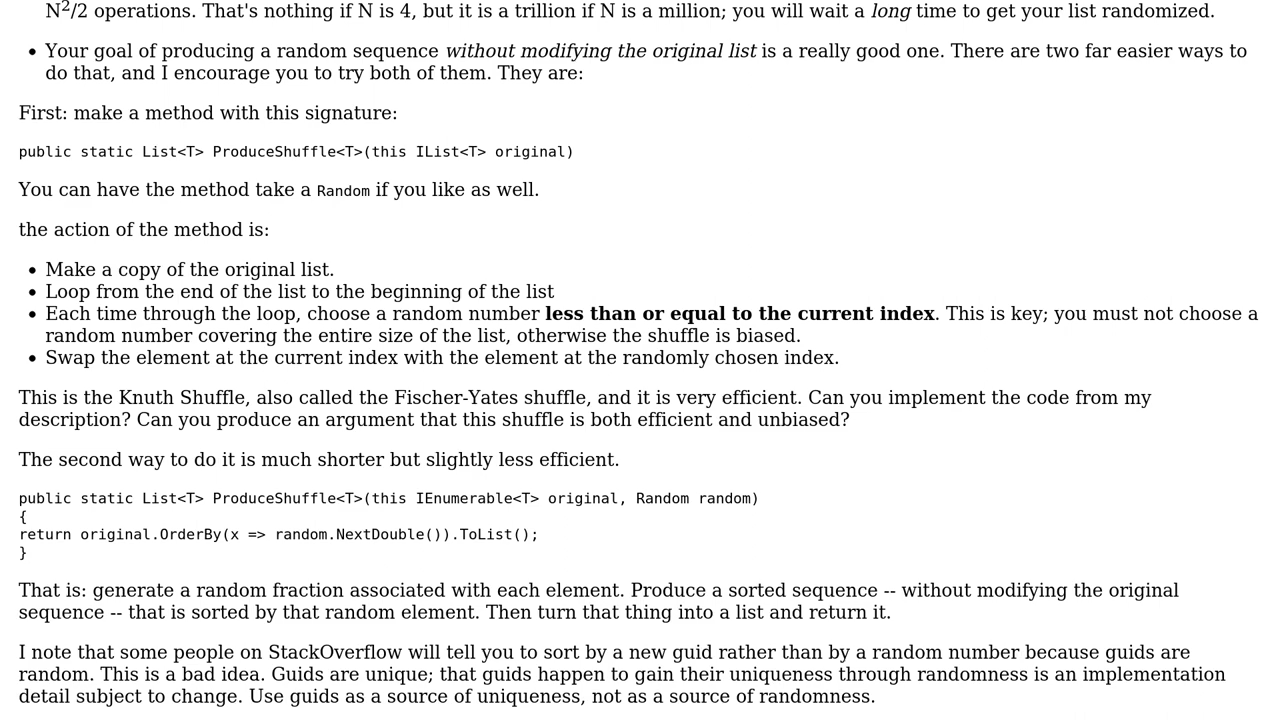 N²/2 operations. That's nothing if N is 4, but it is a trillion if N is a million; you will wait a long time to get your list randomized.
• Your goal of producing a random sequence without modifying the original list is a really good one. There are two far easier ways to
do that, and I encourage you to try both of them. They are:
First: make a method with this signature:
public static List<T> ProduceShuffle<T>(this IList<T> original)
You can have the method take a Random if you like as well.
the action of the method is:
• Make a copy of the original list.
• Loop from the end of the list to the beginning of the list
• Each time through the loop, choose a random number less than or equal to the current index. This is key; you must not choose a
random number covering the entire size of the list, otherwise the shuffle is biased.
• Swap the element at the current index with the element at the randomly chosen index.
This is the Knuth Shuffle, also called the Fischer-Yates shuffle, and it is very efficient. Can you implement the code from my
description? Can you produce an argument that this shuffle is both efficient and unbiased?
The second way to do it is much shorter but slightly less efficient.
public static List<T> ProduceShuffle<T>(this IEnumerable<T> original, Random random)
{
return original.OrderBy(x => random.NextDouble()).ToList();
}
That is: generate a random fraction associated with each element. Produce a sorted sequence -- without modifying the original
sequence -- that is sorted by that random element. Then turn that thing into a list and return it.
I note that some people on StackOverflow will tell you to sort by a new guid rather than by a random number because guids are
random. This is a bad idea. Guids are unique; that guids happen to gain their uniqueness through randomness is an implementation
detail subject to change. Use guids as a source of uniqueness, not as a source of randomness.